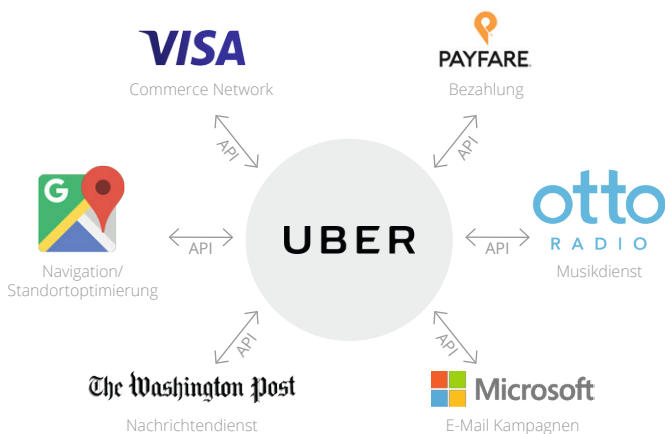 VISA
Commerce Network
PAYFARE
Bezahlung
API
API
G
Navigation/
Standortoptimierung
API
UBER
API
otto
RADIO
Musikdienst
API
API
The Washington Post
Nachrichtendienst
Microsoft
E-Mail Kampagnen